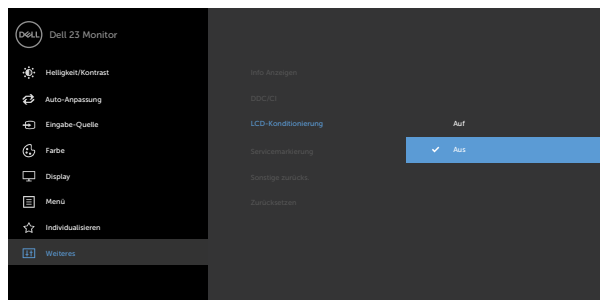 DELL Dell 23 Monitor
Helligkeit/Kontrast
Auto-Anpassung
Eingabe-Quelle
Farbe
Display
Menü
Individualisieren
Weiteres
Info Anzeigen
DDC/CI
LCD-Konditionierung
Servicemarkierung
Sonstige zurücks.
Zurücksetzen
Auf
Aus